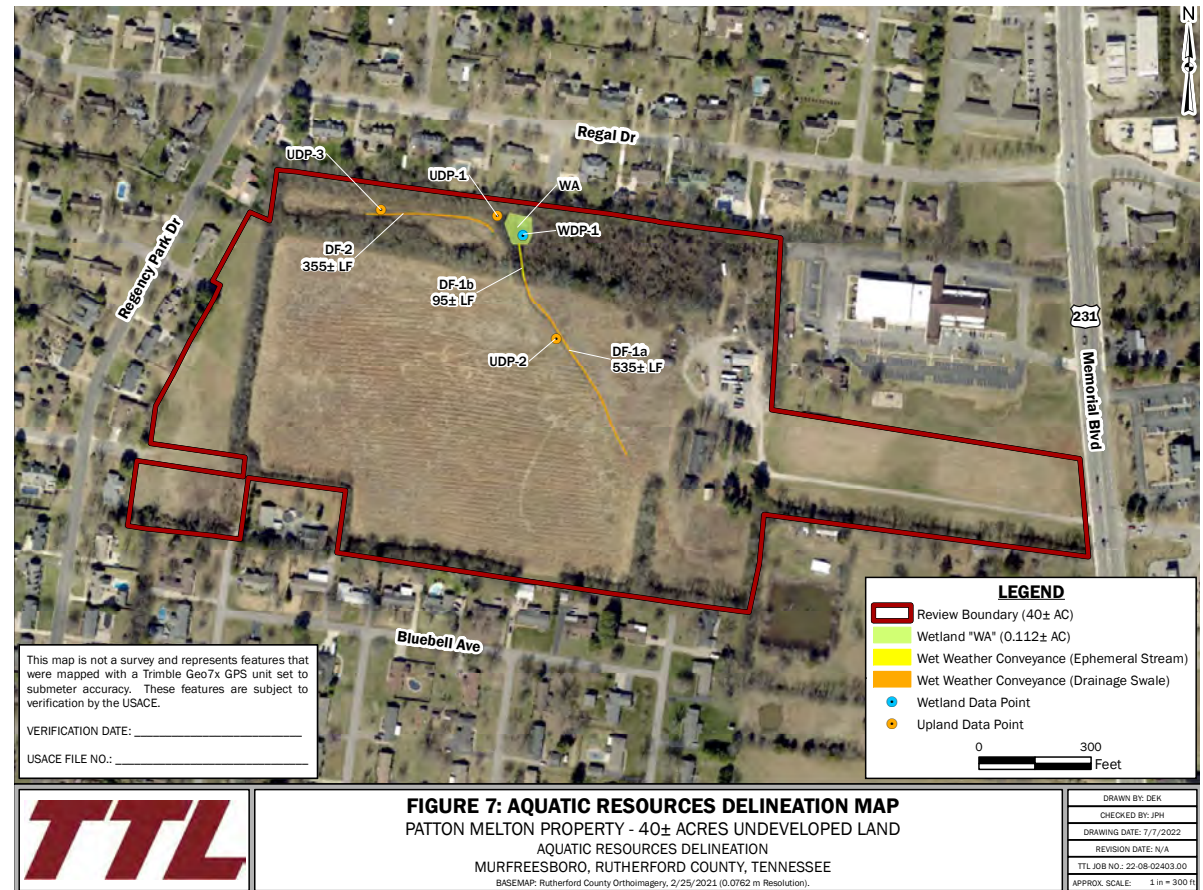 N
Regal Dr
UDP-3
UDP-1
WA
WDP-1
DF-2
355± LF
DF-1b
95± LF
Regency Park Dr
231
UDP-2
DF-1a
535± LF
Memorial Blvd
Bluebell Ave
This map is not a survey and represents features that
were mapped with a Trimble Geo7x GPS unit set to
submeter accuracy. These features are subject to
verification by the USACE.
VERIFICATION DATE:
USACE FILE NO.:
LEGEND
Review Boundary (40± AC)
Wetland "WA" (0.112± AC)
Wet Weather Conveyance (Ephemeral Stream)
Wet Weather Conveyance (Drainage Swale)
Wetland Data Point
Upland Data Point
0 300
Feet
TTL
FIGURE 7: AQUATIC RESOURCES DELINEATION MAP
PATTON MELTON PROPERTY - 40± ACRES UNDEVELOPED LAND
AQUATIC RESOURCES DELINEATION
MURFREESBORO, RUTHERFORD COUNTY, TENNESSEE
BASEMAP: Rutherford County Orthoimagery, 2/25/2021 (0.0762 m Resolution).
DRAWN BY: DEK
CHECKED BY: JPH
DRAWING DATE: 7/7/2022
REVISION DATE: N/A
TTL JOB NO.: 22-08-02403.00
APPROX. SCALE: 1 in = 300 ft